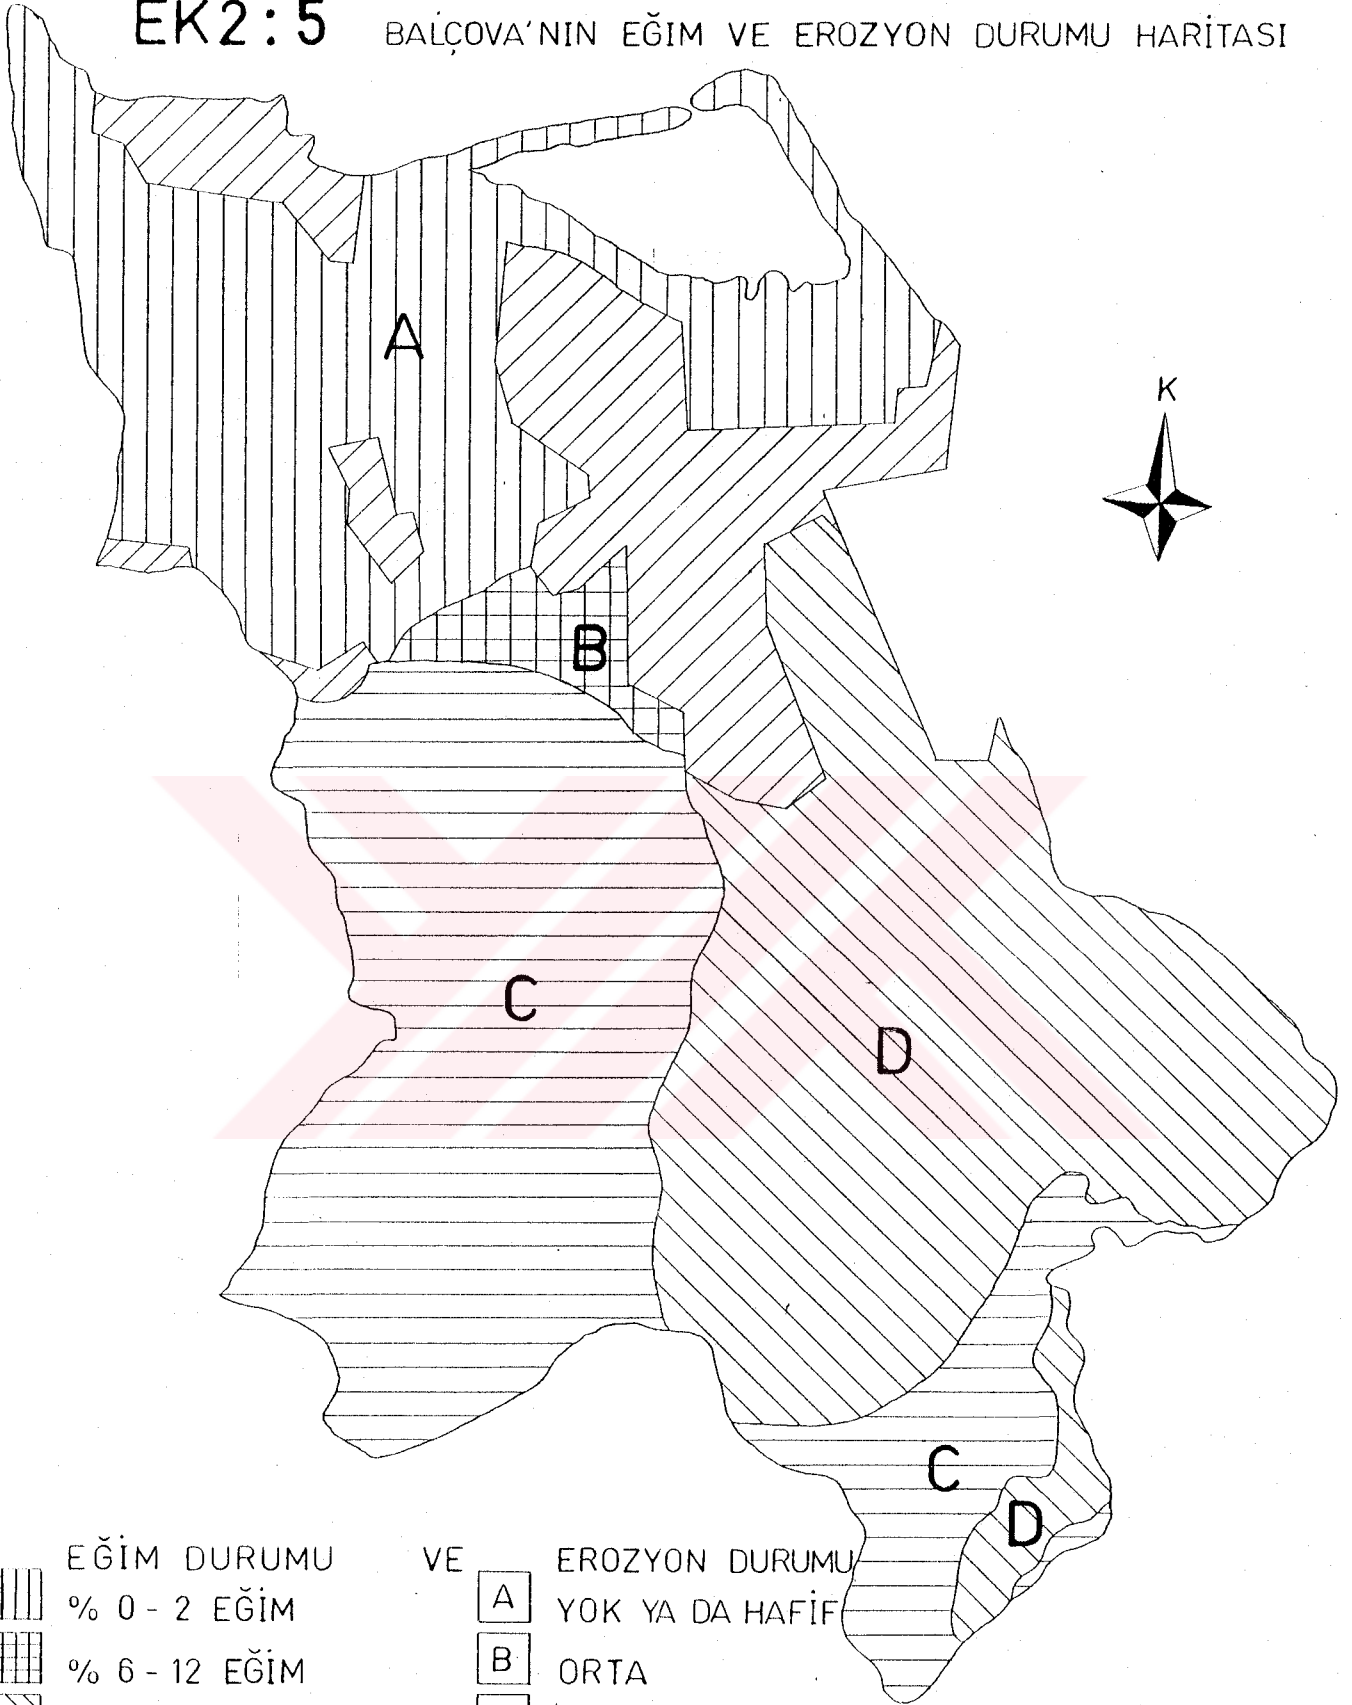 EK2:5 BALÇOVA'NIN EĞİM VE EROZYON DURUMU HARİTASI
A
K
B
C
D
C
D
EĞİM DURUMU VE EROZYON DURUMU
% 0 - 2 EĞİM A YOK YA DA HAFİF
% 6 - 12 EĞİM B ORTA